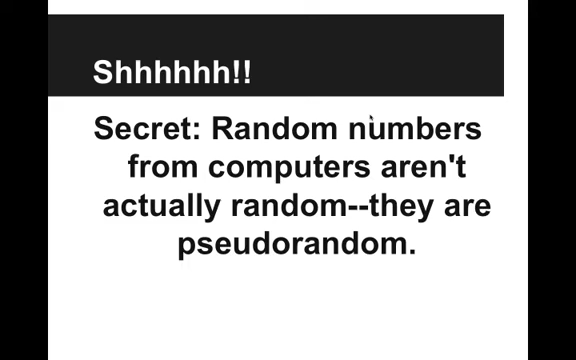 Shhhhhh!!
Secret: Random numbers
from computers aren't
actually random--they are
pseudorandom.